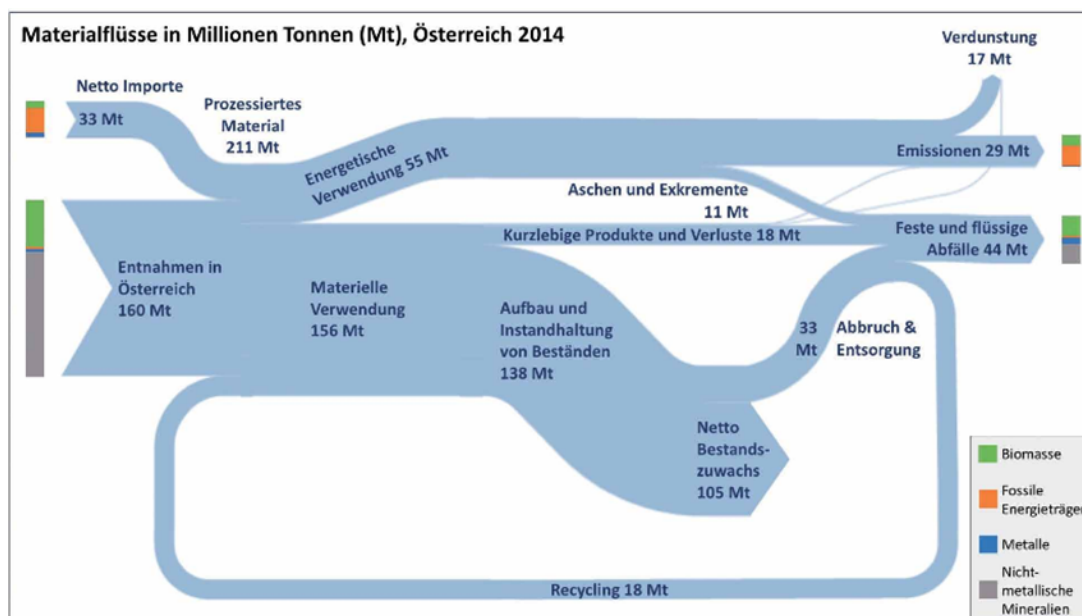 Materialflüsse in Millionen Tonnen (Mt), Österreich 2014
Verdunstung
17 Mt
Netto Importe
33 Mt
Prozessiertes
Material
211 Mt
Energetische
Verwendung 55 Mt
Emissionen 29 Mt
Aschen und Exkremente
11 Mt
Kurzlebige Produkte und Verluste 18 Mt
Feste und flüssige
Abfälle 44 Mt
Entnahmen in
Österreich
160 Mt
Materielle
Verwendung
156 Mt
Aufbau und
Instandhaltung
von Beständen
138 Mt
33
Mt
Abbruch &
Entsorgung
Netto
Bestands-
zuwachs
105 Mt
Recycling 18 Mt
Biomasse
Fossile
Energieträger
Metalle
Nicht-
metallische
Mineralien